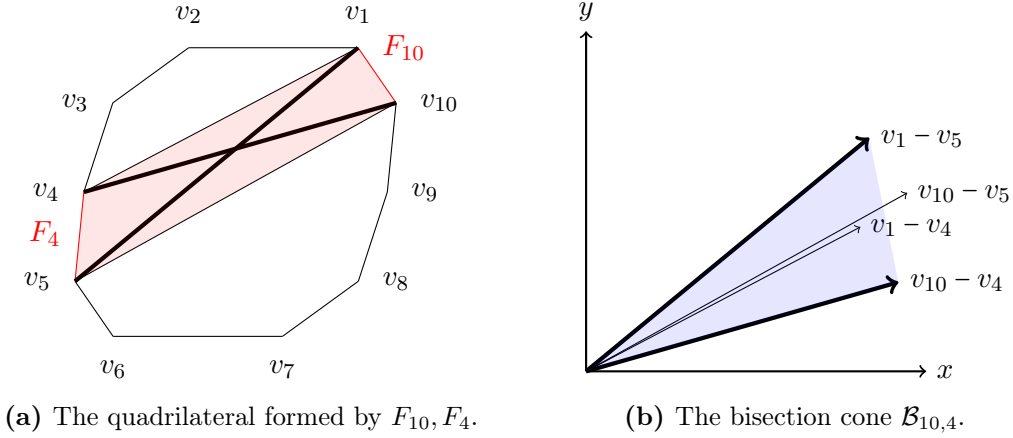 v₁
v₂
F₁₀
v₃
v₁₀
v₄
v₉
F₄
v₅
v₈
v₆
v₇
(a) The quadrilateral formed by F₁₀, F₄.
y
v₁ − v₅
v₁₀ − v₅
v₁ − v₄
v₁₀ − v₄
x
(b) The bisection cone ℬ₁₀,₄.